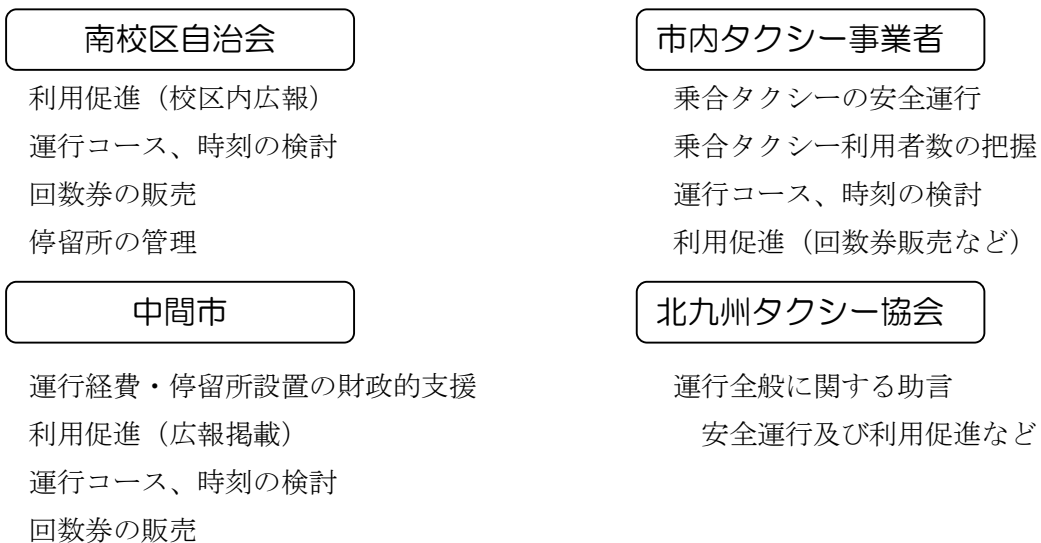 南校区自治会
利用促進（校区内広報）
運行コース、時刻の検討
回数券の販売
停留所の管理
市内タクシー事業者
乗合タクシーの安全運行
乗合タクシー利用者数の把握
運行コース、時刻の検討
利用促進（回数券販売など）
中間市
運行経費・停留所設置の財政的支援
利用促進（広報掲載）
運行コース、時刻の検討
回数券の販売
北九州タクシー協会
運行全般に関する助言
安全運行及び利用促進など